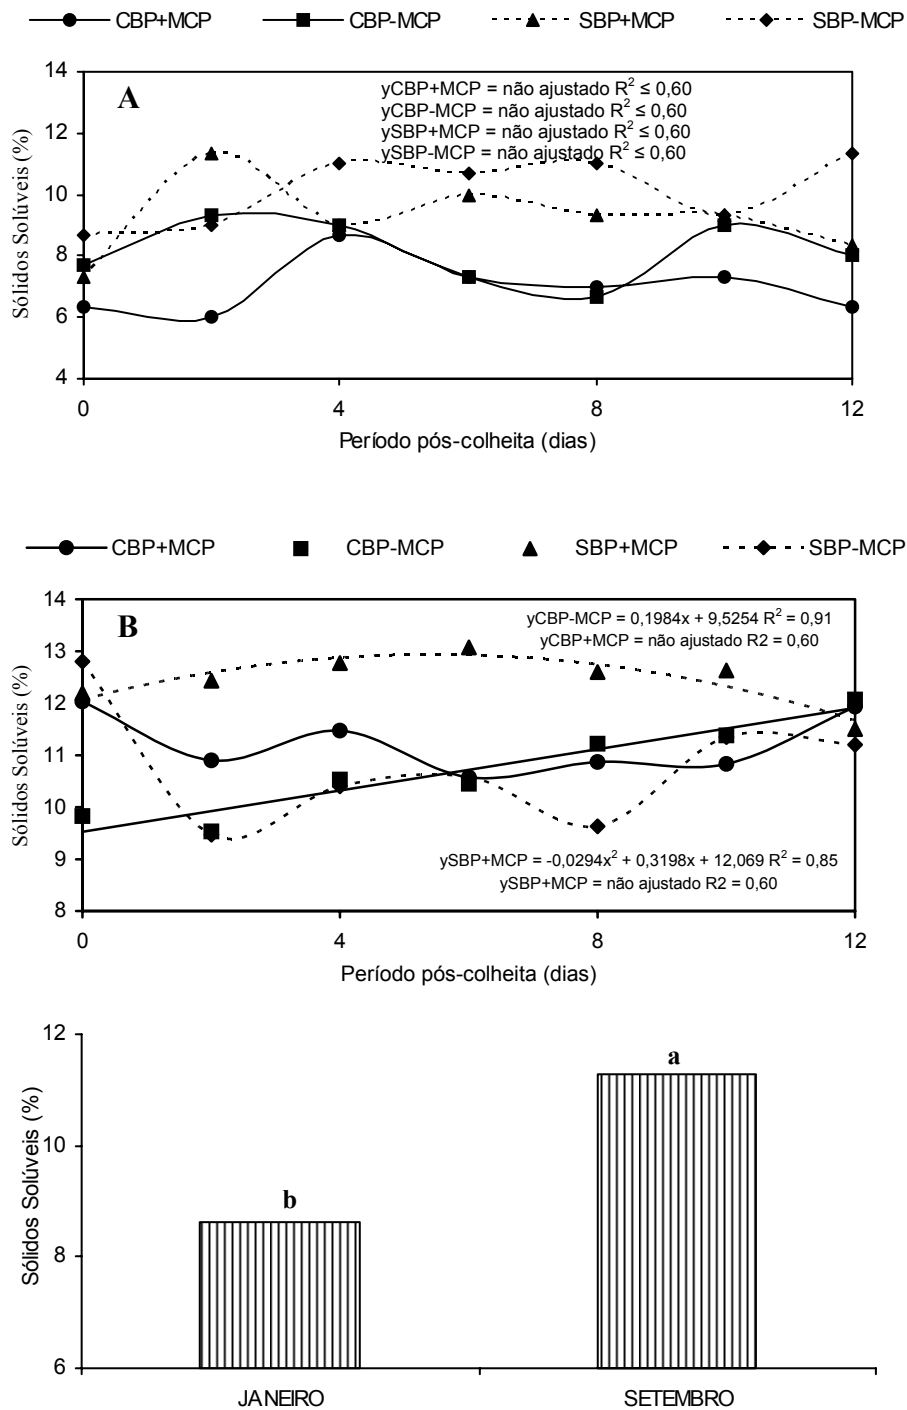 CBP+MCP CBP-MCP SBP+MCP SBP-MCP
14
A
yCBP+MCP = não ajustado R² ≤ 0,60
yCBP-MCP = não ajustado R² ≤ 0,60
ySBP+MCP = não ajustado R² ≤ 0,60
ySBP-MCP = não ajustado R² ≤ 0,60
12
10
8
6
4
Sólidos Solúveis (%)
0 4 8 12
Período pós-colheita (dias)
CBP+MCP CBP-MCP SBP+MCP SBP-MCP
14
B
yCBP-MCP = 0,1984x + 9,5254 R² = 0,91
yCBP+MCP = não ajustado R2 = 0,60
13
12
11
10
9
8
Sólidos Solúveis (%)
ySBP+MCP = -0,0294x² + 0,3198x + 12,069 R² = 0,85
ySBP+MCP = não ajustado R2 = 0,60
0 4 8 12
Período pós-colheita (dias)
12
10
8
6
Sólidos Solúveis (%)
a
b
JANEIRO SETEMBRO